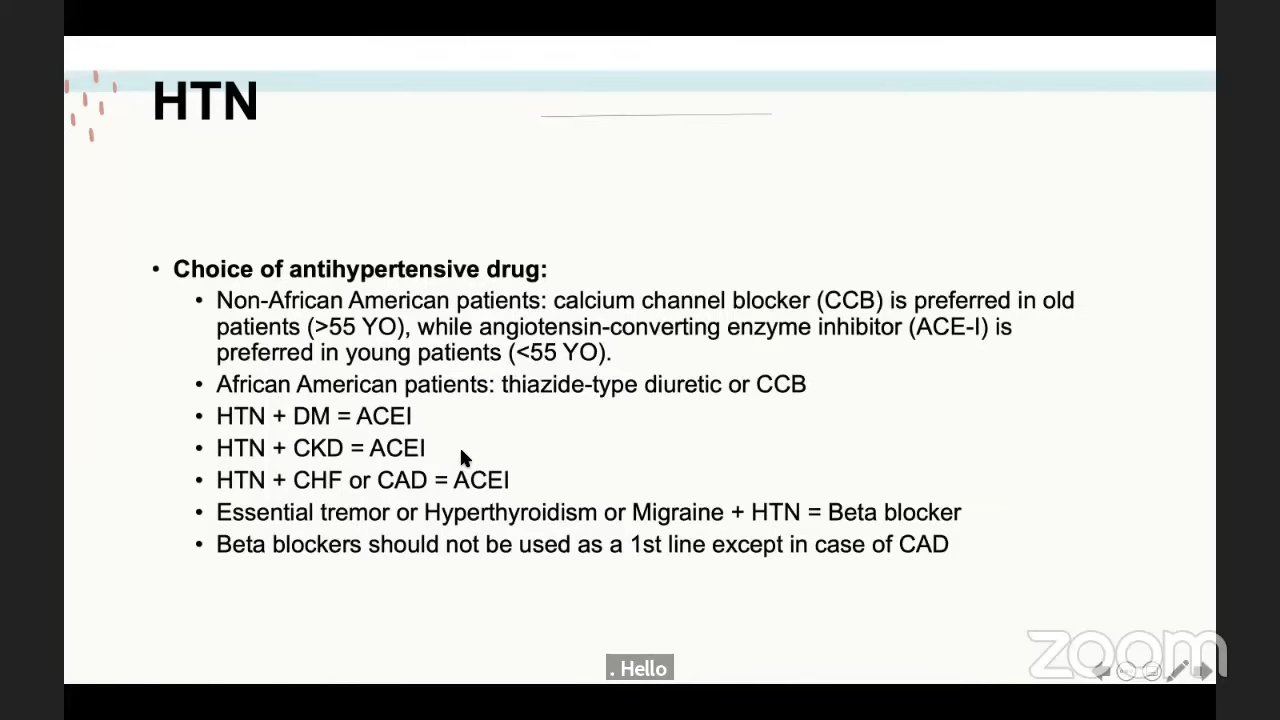 HTN
• Choice of antihypertensive drug:
• Non-African American patients: calcium channel blocker (CCB) is preferred in old
patients (>55 YO), while angiotensin-converting enzyme inhibitor (ACE-I) is
preferred in young patients (<55 YO).
• African American patients: thiazide-type diuretic or CCB
• HTN + DM = ACEI
• HTN + CKD = ACEI
• HTN + CHF or CAD = ACEI
• Essential tremor or Hyperthyroidism or Migraine + HTN = Beta blocker
• Beta blockers should not be used as a 1st line except in case of CAD
zoom
. Hello